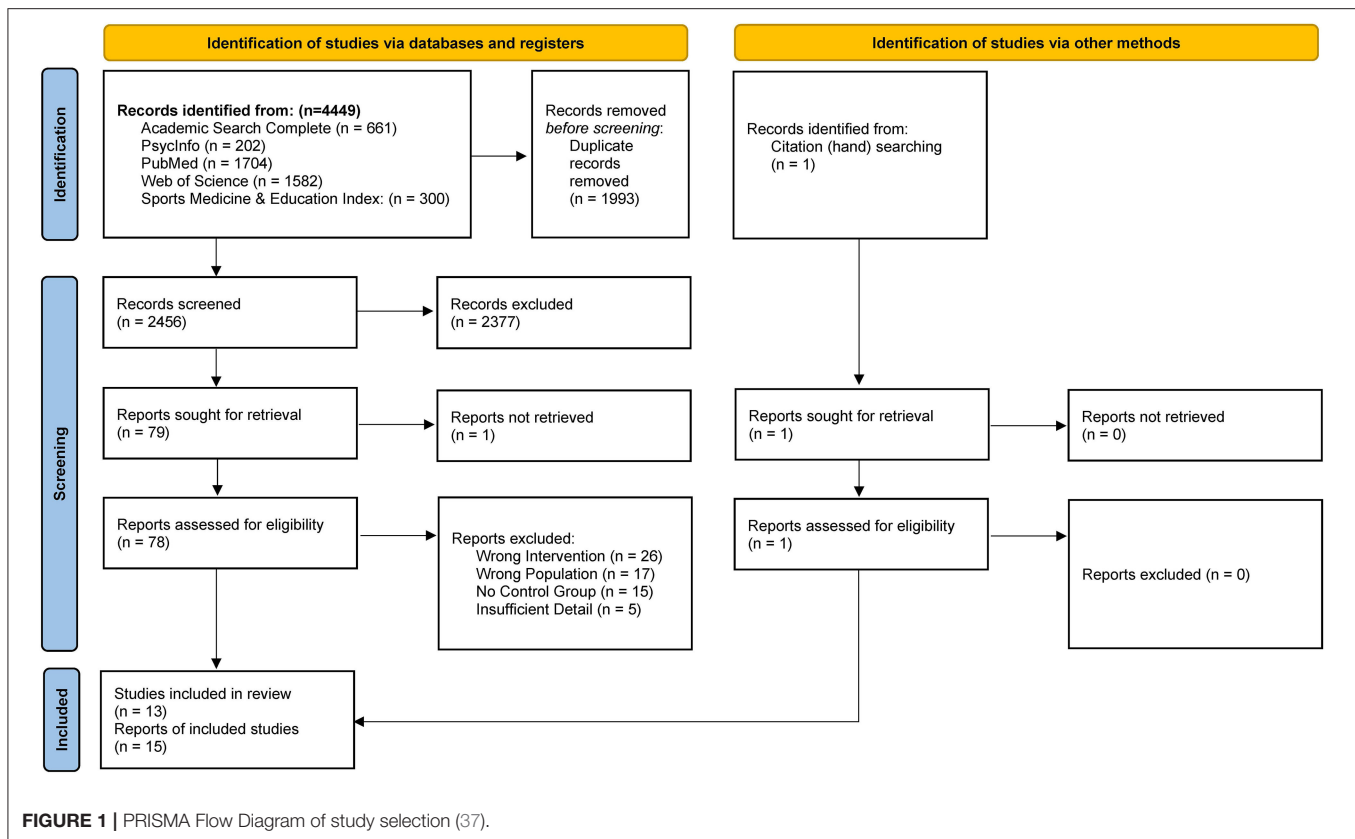 Identification of studies via databases and registers
Identification of studies via other methods
Identification
Records identified from: (n=4449)
Academic Search Complete (n = 661)
PsycInfo (n = 202)
PubMed (n = 1704)
Web of Science (n = 1582)
Sports Medicine & Education Index: (n = 300)
Records removed
before screening:
Duplicate
records
removed
(n = 1993)
Records identified from:
Citation (hand) searching
(n = 1)
Screening
Records screened
(n = 2456)
Records excluded
(n = 2377)
Reports sought for retrieval
(n = 79)
Reports not retrieved
(n = 1)
Reports sought for retrieval
(n = 1)
Reports not retrieved
(n = 0)
Reports assessed for eligibility
(n = 78)
Reports excluded:
Wrong Intervention (n = 26)
Wrong Population (n = 17)
No Control Group (n = 15)
Insufficient Detail (n = 5)
Reports assessed for eligibility
(n = 1)
Reports excluded (n = 0)
Included
Studies included in review
(n = 13)
Reports of included studies
(n = 15)
FIGURE 1 | PRISMA Flow Diagram of study selection (37).